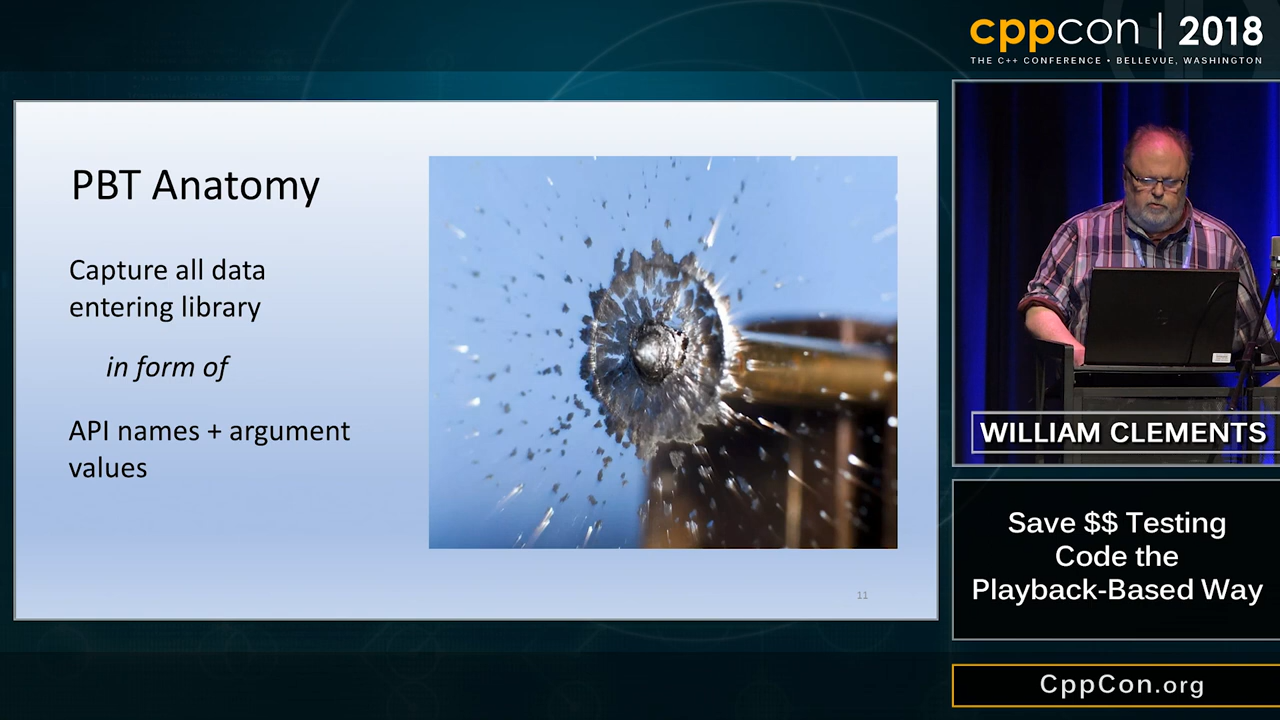 cppcon | 2018
THE C++ CONFERENCE • BELLEVUE, WASHINGTON
PBT Anatomy
Capture all data
entering library
in form of
API names + argument
values
11
WILLIAM CLEMENTS
Save $$ Testing
Code the
Playback-Based Way
CppCon.org